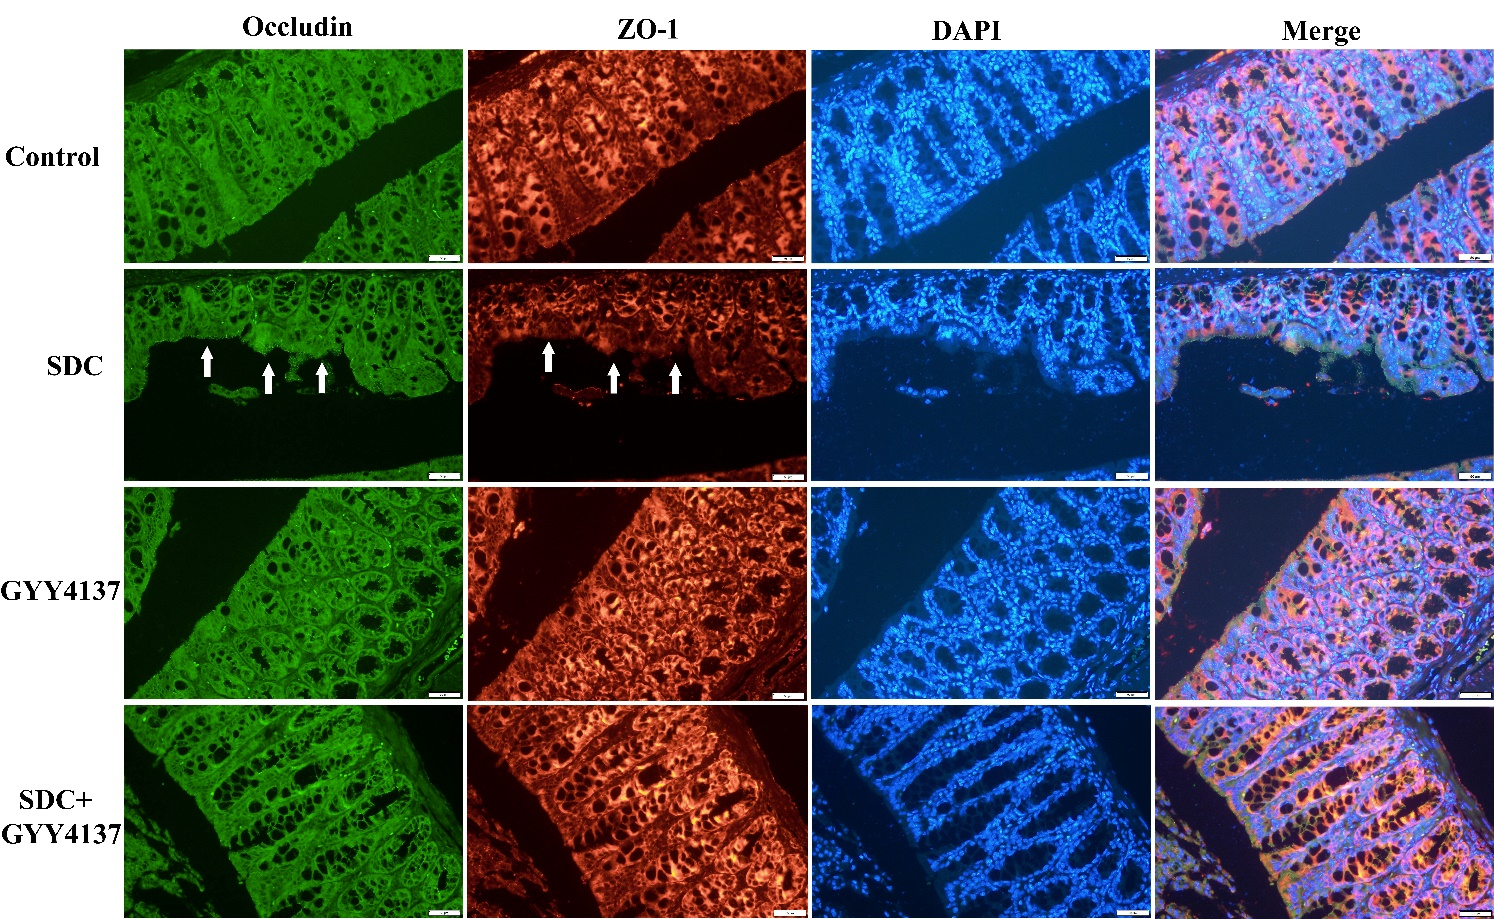 Occludin ZO-1 DAPI Merge
Control
SDC
GYY4137
SDC+
GYY4137